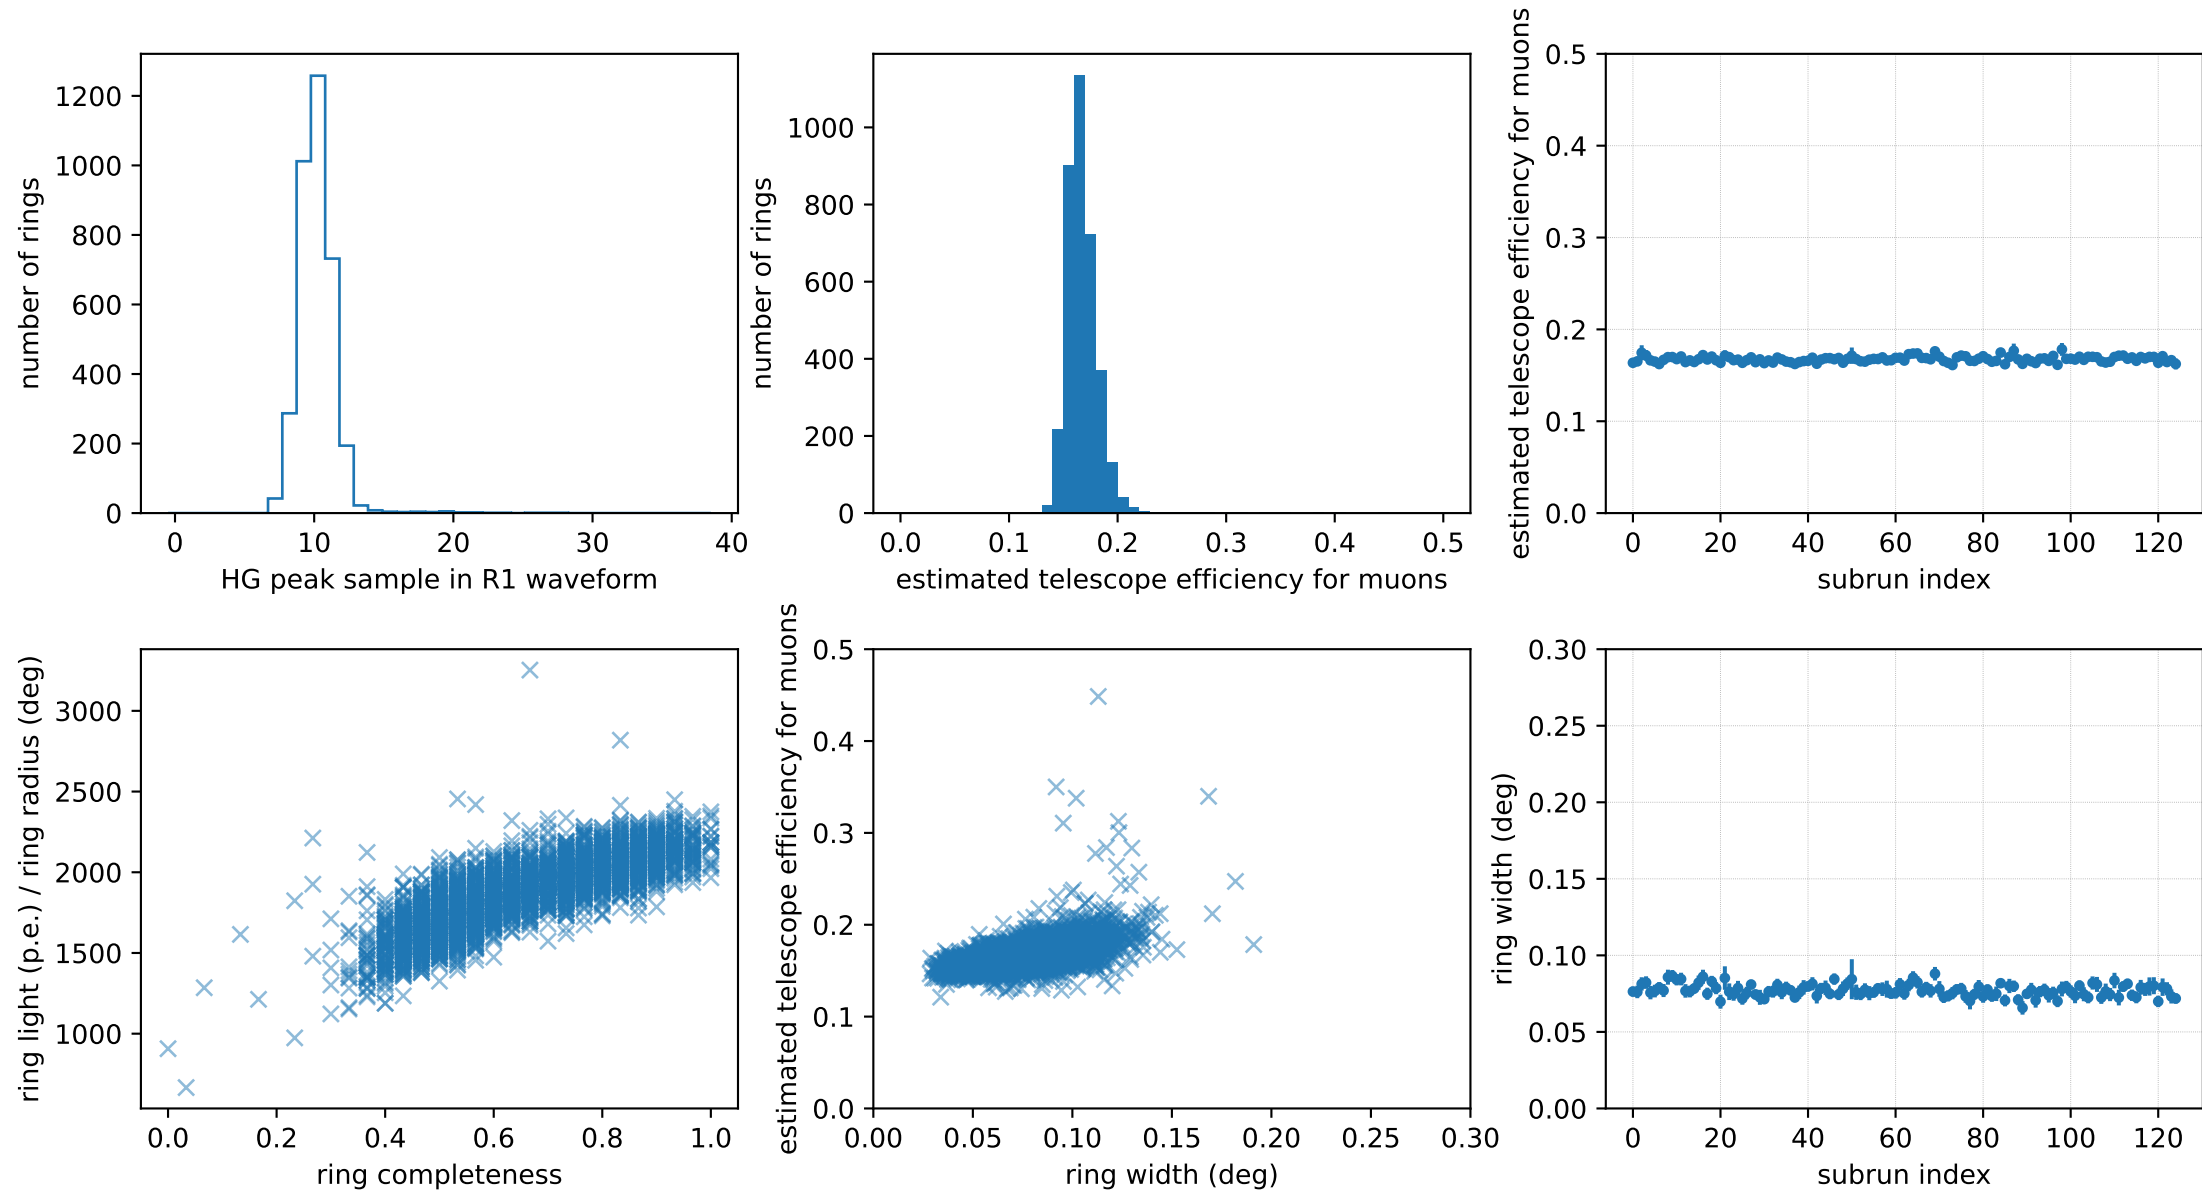 number of rings
1200
1000
800
600
400
200
0
0 10 20 30 40
HG peak sample in R1 waveform
number of rings
1000
800
600
400
200
0
0.0 0.1 0.2 0.3 0.4 0.5
estimated telescope efficiency for muons
estimated telescope efficiency for muons
0.5
0.4
0.3
0.2
0.1
0.0
0 20 40 60 80 100 120
subrun index
ring light (p.e.) / ring radius (deg)
3000
2500
2000
1500
1000
0.0 0.2 0.4 0.6 0.8 1.0
ring completeness
estimated telescope efficiency for muons
0.5
0.4
0.3
0.2
0.1
0.0
0.00 0.05 0.10 0.15 0.20 0.25 0.30
ring width (deg)
ring width (deg)
0.30
0.25
0.20
0.15
0.10
0.05
0.00
0 20 40 60 80 100 120
subrun index